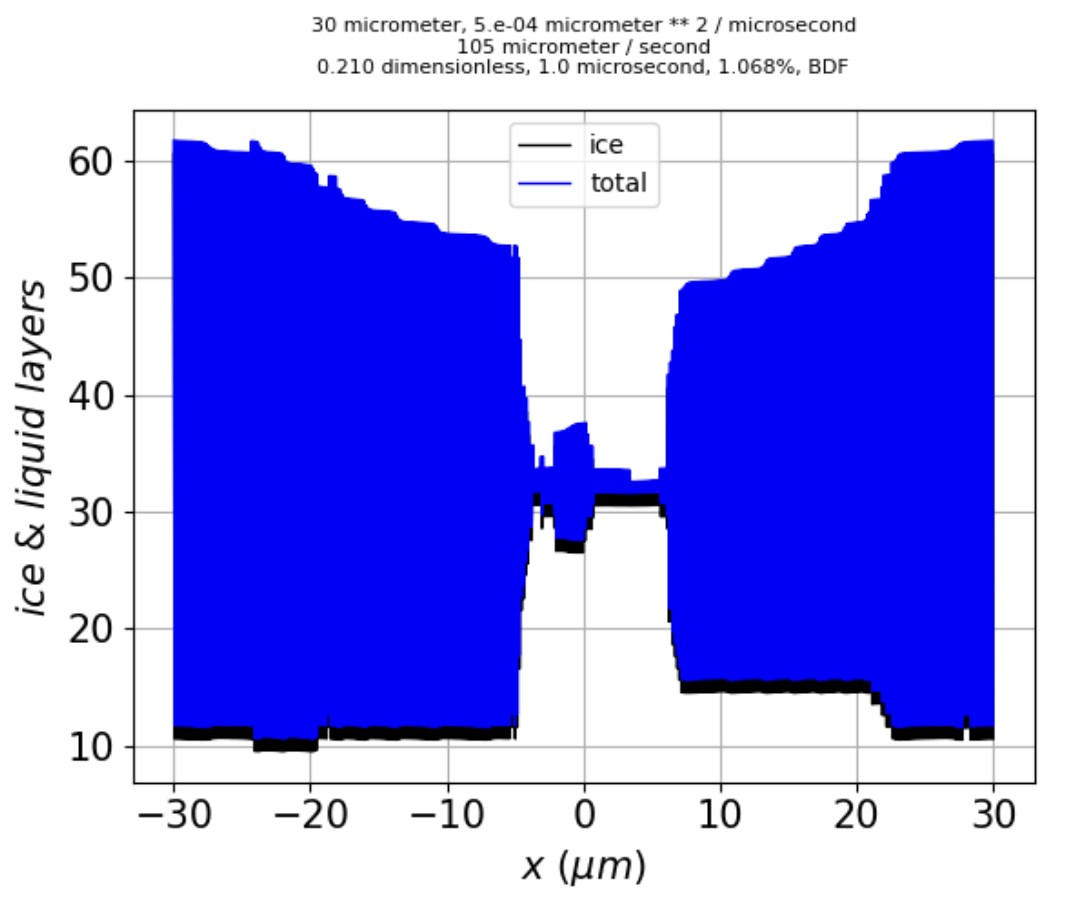 30 micrometer, 5.e-04 micrometer ** 2 / microsecond
105 micrometer / second
0.210 dimensionless, 1.0 microsecond, 1.068%, BDF
ice
total
60
50
40
30
20
10
ice & liquid layers
−30 −20 −10 0 10 20 30
x (μm)